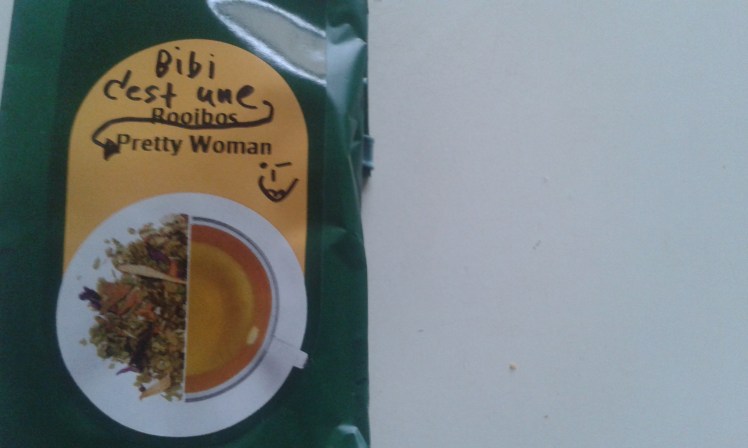 Bibi
c'est une
Rooibos
Pretty Woman